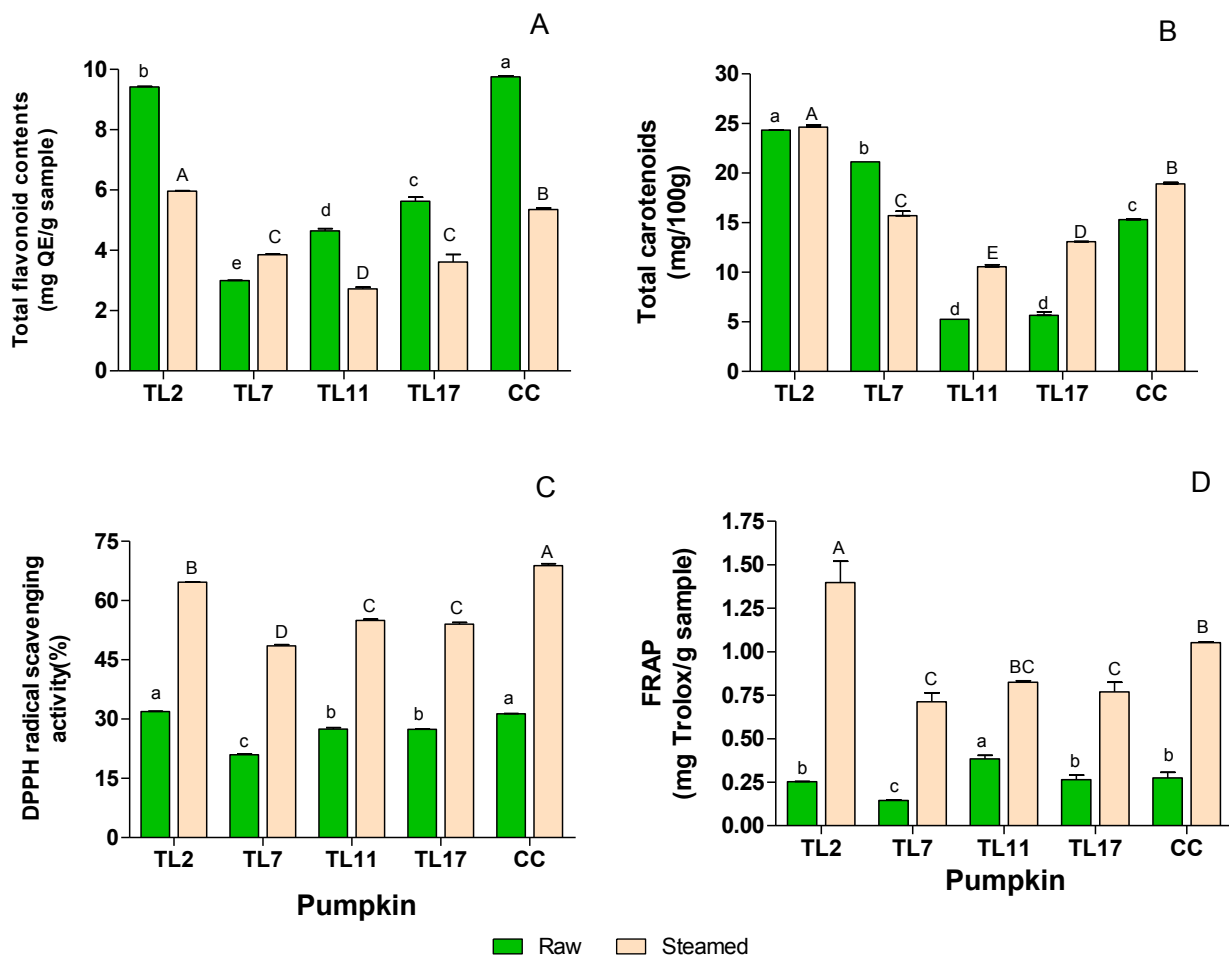 A
Total flavonoid contents
(mg QE/g sample)
10
8
6
4
2
0
b
A
e
C
d
D
c
C
a
B
TL2 TL7 TL11 TL17 CC
B
Total carotenoids
(mg/100g)
30
25
20
15
10
5
0
a
A
b
C
d
E
d
D
c
B
TL2 TL7 TL11 TL17 CC
C
DPPH radical scavenging
activity(%)
75
60
45
30
15
0
a
B
c
D
b
C
b
C
a
A
TL2 TL7 TL11 TL17 CC
Pumpkin
D
FRAP
(mg Trolox/g sample)
1.75
1.50
1.25
1.00
0.75
0.50
0.25
0.00
b
A
c
C
a
BC
b
C
b
B
TL2 TL7 TL11 TL17 CC
Pumpkin
Raw Steamed